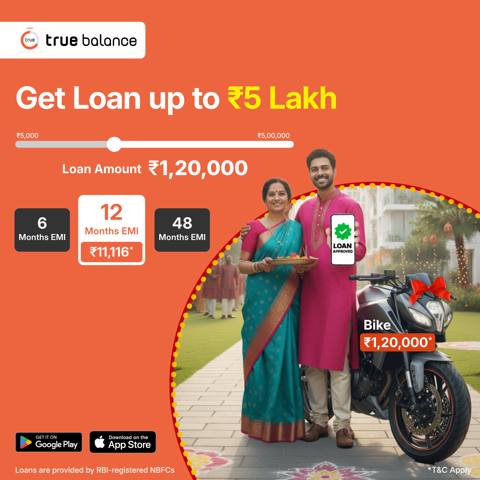 true
true balance
Get Loan up to ₹5 Lakh
₹5,000
₹5,00,000
Loan Amount ₹1,20,000
6
Months EMI
12
Months EMI
₹11,116*
48
Months EMI
LOAN
APPROVED
Bike
₹1,20,000*
GET IT ON
Google Play
Download on the
App Store
Loans are provided by RBI-registered NBFCs
*T&C Apply